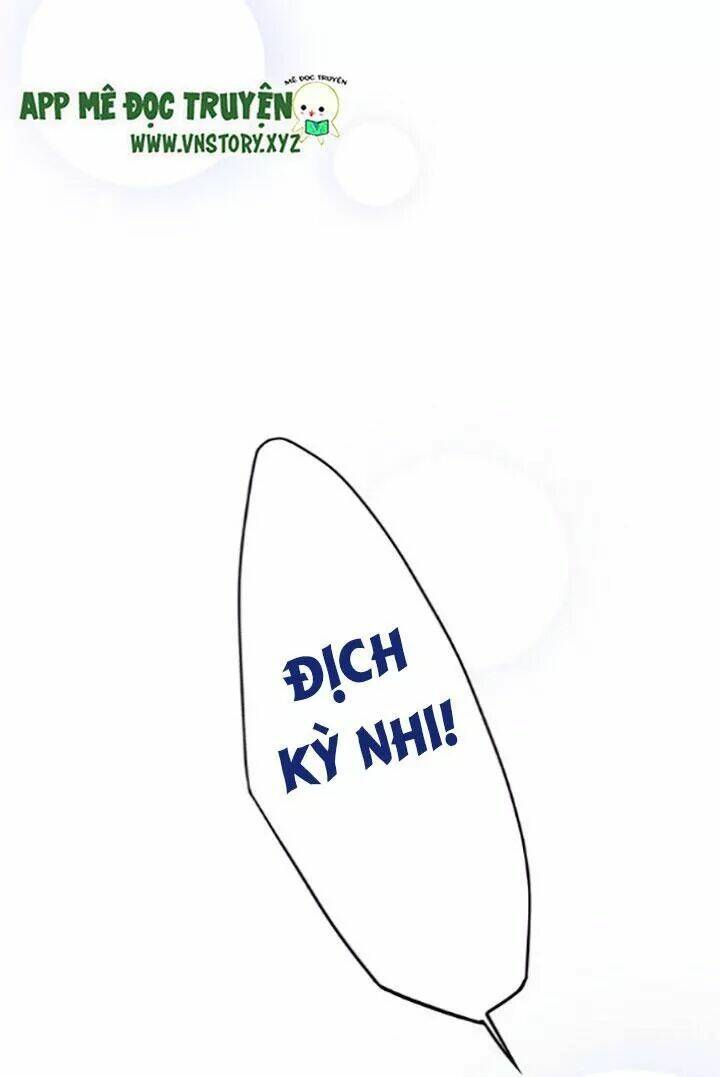 MÊ ĐỌC TRUYỆN
APP MÊ ĐỌC TRUYỆN
WWW.VNSTORY.XYZ
ĐỊCH
KỲ NHI!